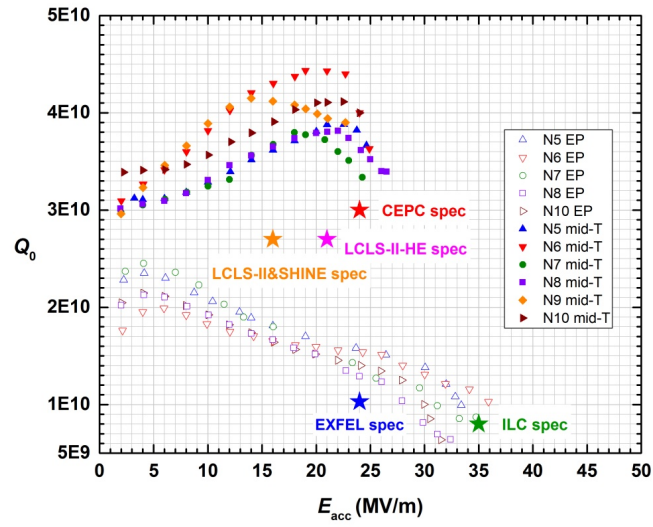 5E10
4E10
3E10
2E10
1E10
5E9
Q0
N5 EP
N6 EP
N7 EP
N8 EP
N10 EP
N5 mid-T
N6 mid-T
N7 mid-T
N8 mid-T
N9 mid-T
N10 mid-T
CEPC spec
LCLS-II-HE spec
LCLS-II&SHINE spec
EXFEL spec
ILC spec
0 5 10 15 20 25 30 35 40 45 50
Eacc (MV/m)